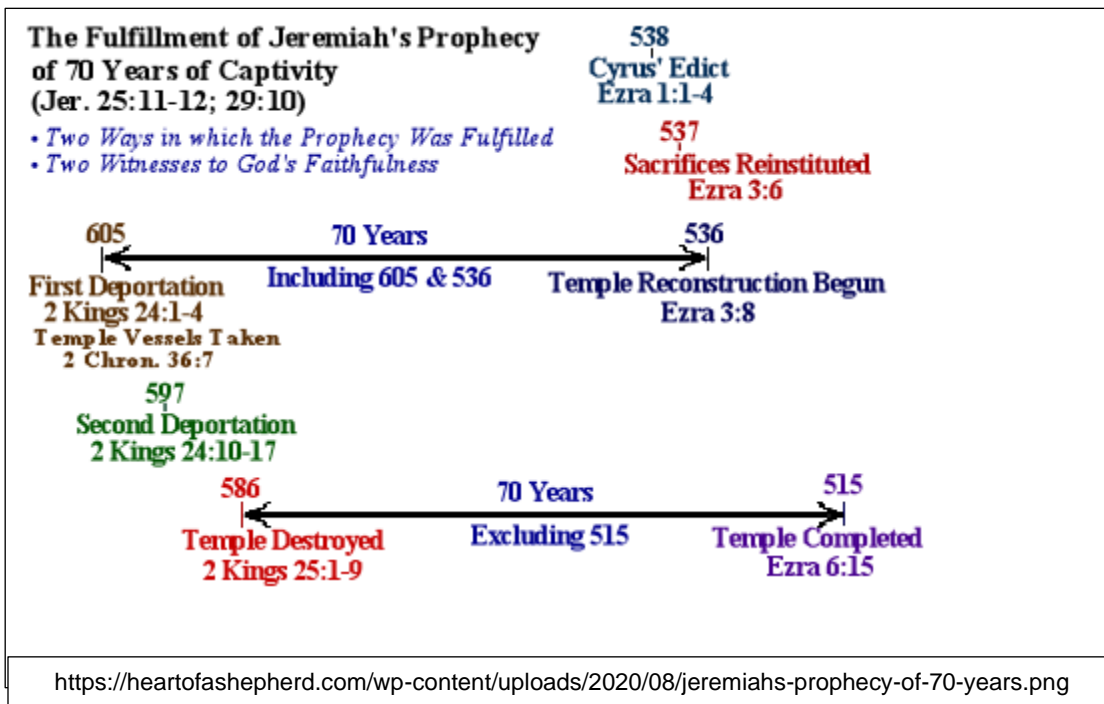 The Fulfillment of Jeremiah's Prophecy
of 70 Years of Captivity
(Jer. 25:11-12; 29:10)
• Two Ways in which the Prophecy Was Fulfilled
• Two Witnesses to God's Faithfulness
538
Cyrus' Edict
Ezra 1:1-4
537
Sacrifices Reinstituted
Ezra 3:6
605
70 Years
536
Including 605 & 536
First Deportation
2 Kings 24:1-4
Temple Vessels Taken
2 Chron. 36:7
Temple Reconstruction Begun
Ezra 3:8
597
Second Deportation
2 Kings 24:10-17
586
70 Years
515
Excluding 515
Temple Destroyed
2 Kings 25:1-9
Temple Completed
Ezra 6:15
https://heartofashepherd.com/wp-content/uploads/2020/08/jeremiahs-prophecy-of-70-years.png